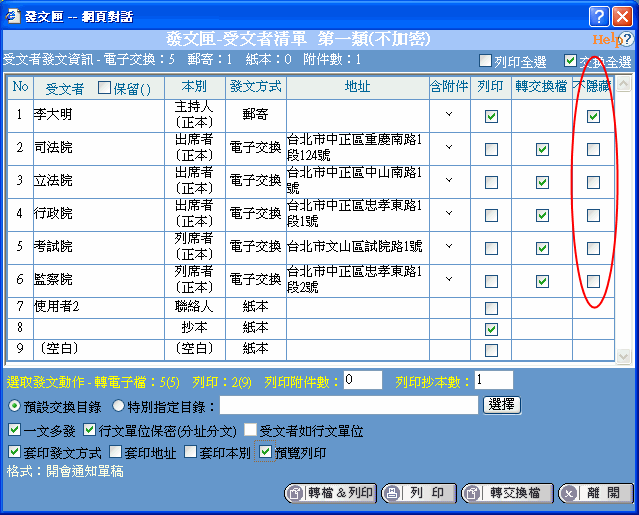 發文匣 -- 網頁對話
發文匣-受文者清單 第一類(不加密)
Help
受文者發文資訊 - 電子交換：5 郵寄：1 紙本：0 附件數：1 列印全選 交換全選
No 受文者 保留() 本別 發文方式 地址 含附件 列印 轉交換檔 不隱藏
1 李大明 主持人 郵寄
〔正本〕
2 司法院 出席者 電子交換 台北市中正區重慶南路1
〔正本〕 段124號
3 立法院 出席者 電子交換 台北市中正區中山南路1
〔正本〕 號
4 行政院 出席者 電子交換 台北市中正區忠孝東路1
〔正本〕 段1號
5 考試院 列席者 電子交換 台北市文山區試院路1號
〔正本〕
6 監察院 列席者 電子交換 台北市中正區忠孝東路1
〔正本〕 段2號
7 使用者2 聯絡人 紙本
8 抄本 紙本
9 〔空白〕 〔空白〕 紙本
選取發文動作 - 轉電子檔：5(5) 列印：2(9) 列印附件數：0 列印抄本數：1
預設交換目錄 特別指定目錄： 選擇
一文多發 行文單位保密(分址分文) 受文者如行文單位
套印發文方式 套印地址 套印本別 預覽列印
格式：開會通知單稿
轉檔＆列印 列 印 轉交換檔 離 開